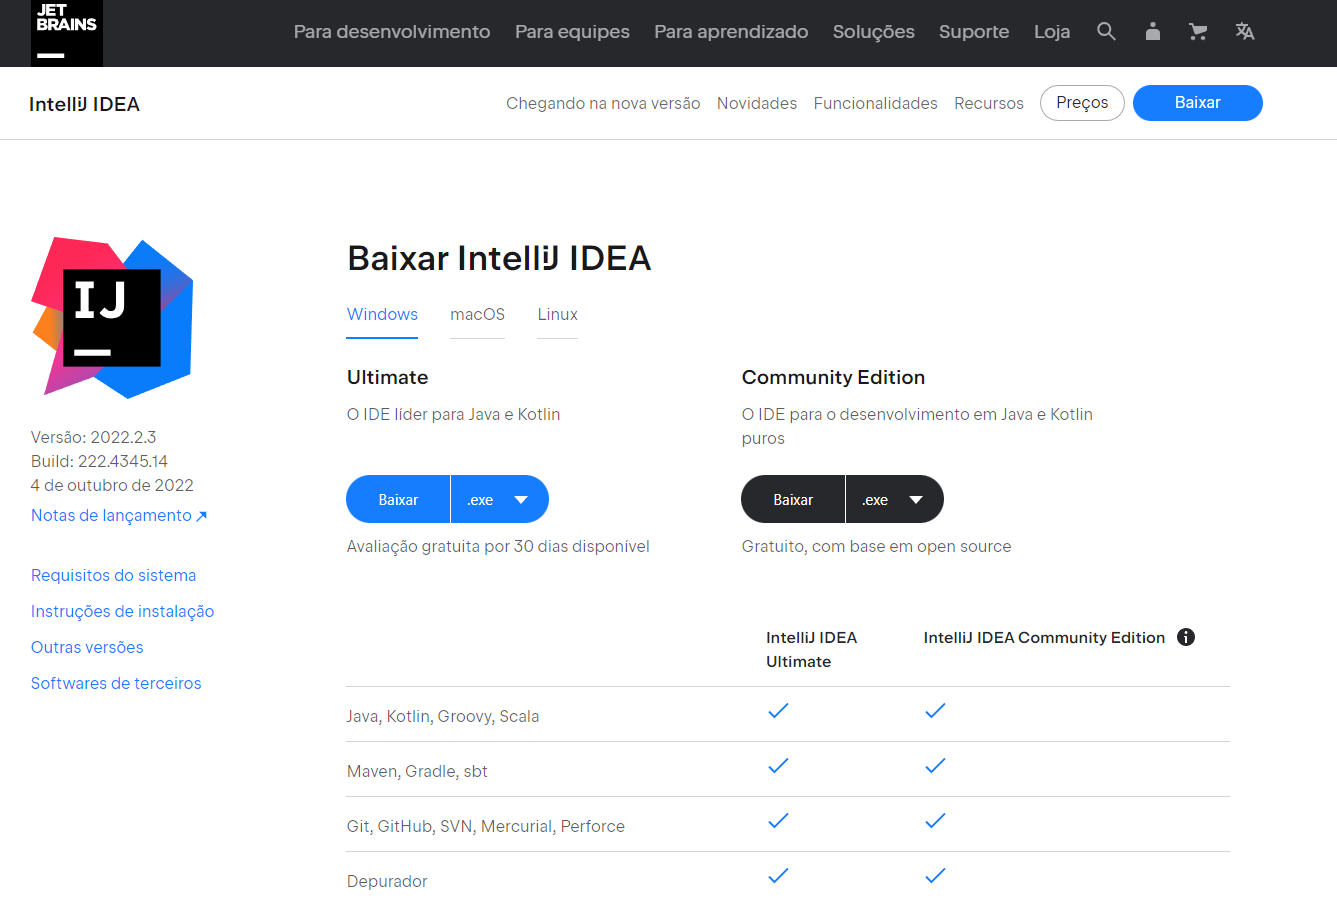 JET
BRAINS
Para desenvolvimento Para equipes Para aprendizado Soluções Suporte Loja
IntelliJ IDEA
Chegando na nova versão Novidades Funcionalidades Recursos Preços Baixar
IJ
Versão: 2022.2.3
Build: 222.4345.14
4 de outubro de 2022
Notas de lançamento ↗
Requisitos do sistema
Instruções de instalação
Outras versões
Softwares de terceiros
Baixar IntelliJ IDEA
Windows macOS Linux
Ultimate
O IDE líder para Java e Kotlin
Baixar .exe
Avaliação gratuita por 30 dias disponível
Community Edition
O IDE para o desenvolvimento em Java e Kotlin
puros
Baixar .exe
Gratuito, com base em open source
IntelliJ IDEA
Ultimate
IntelliJ IDEA Community Edition
Java, Kotlin, Groovy, Scala
Maven, Gradle, sbt
Git, GitHub, SVN, Mercurial, Perforce
Depurador